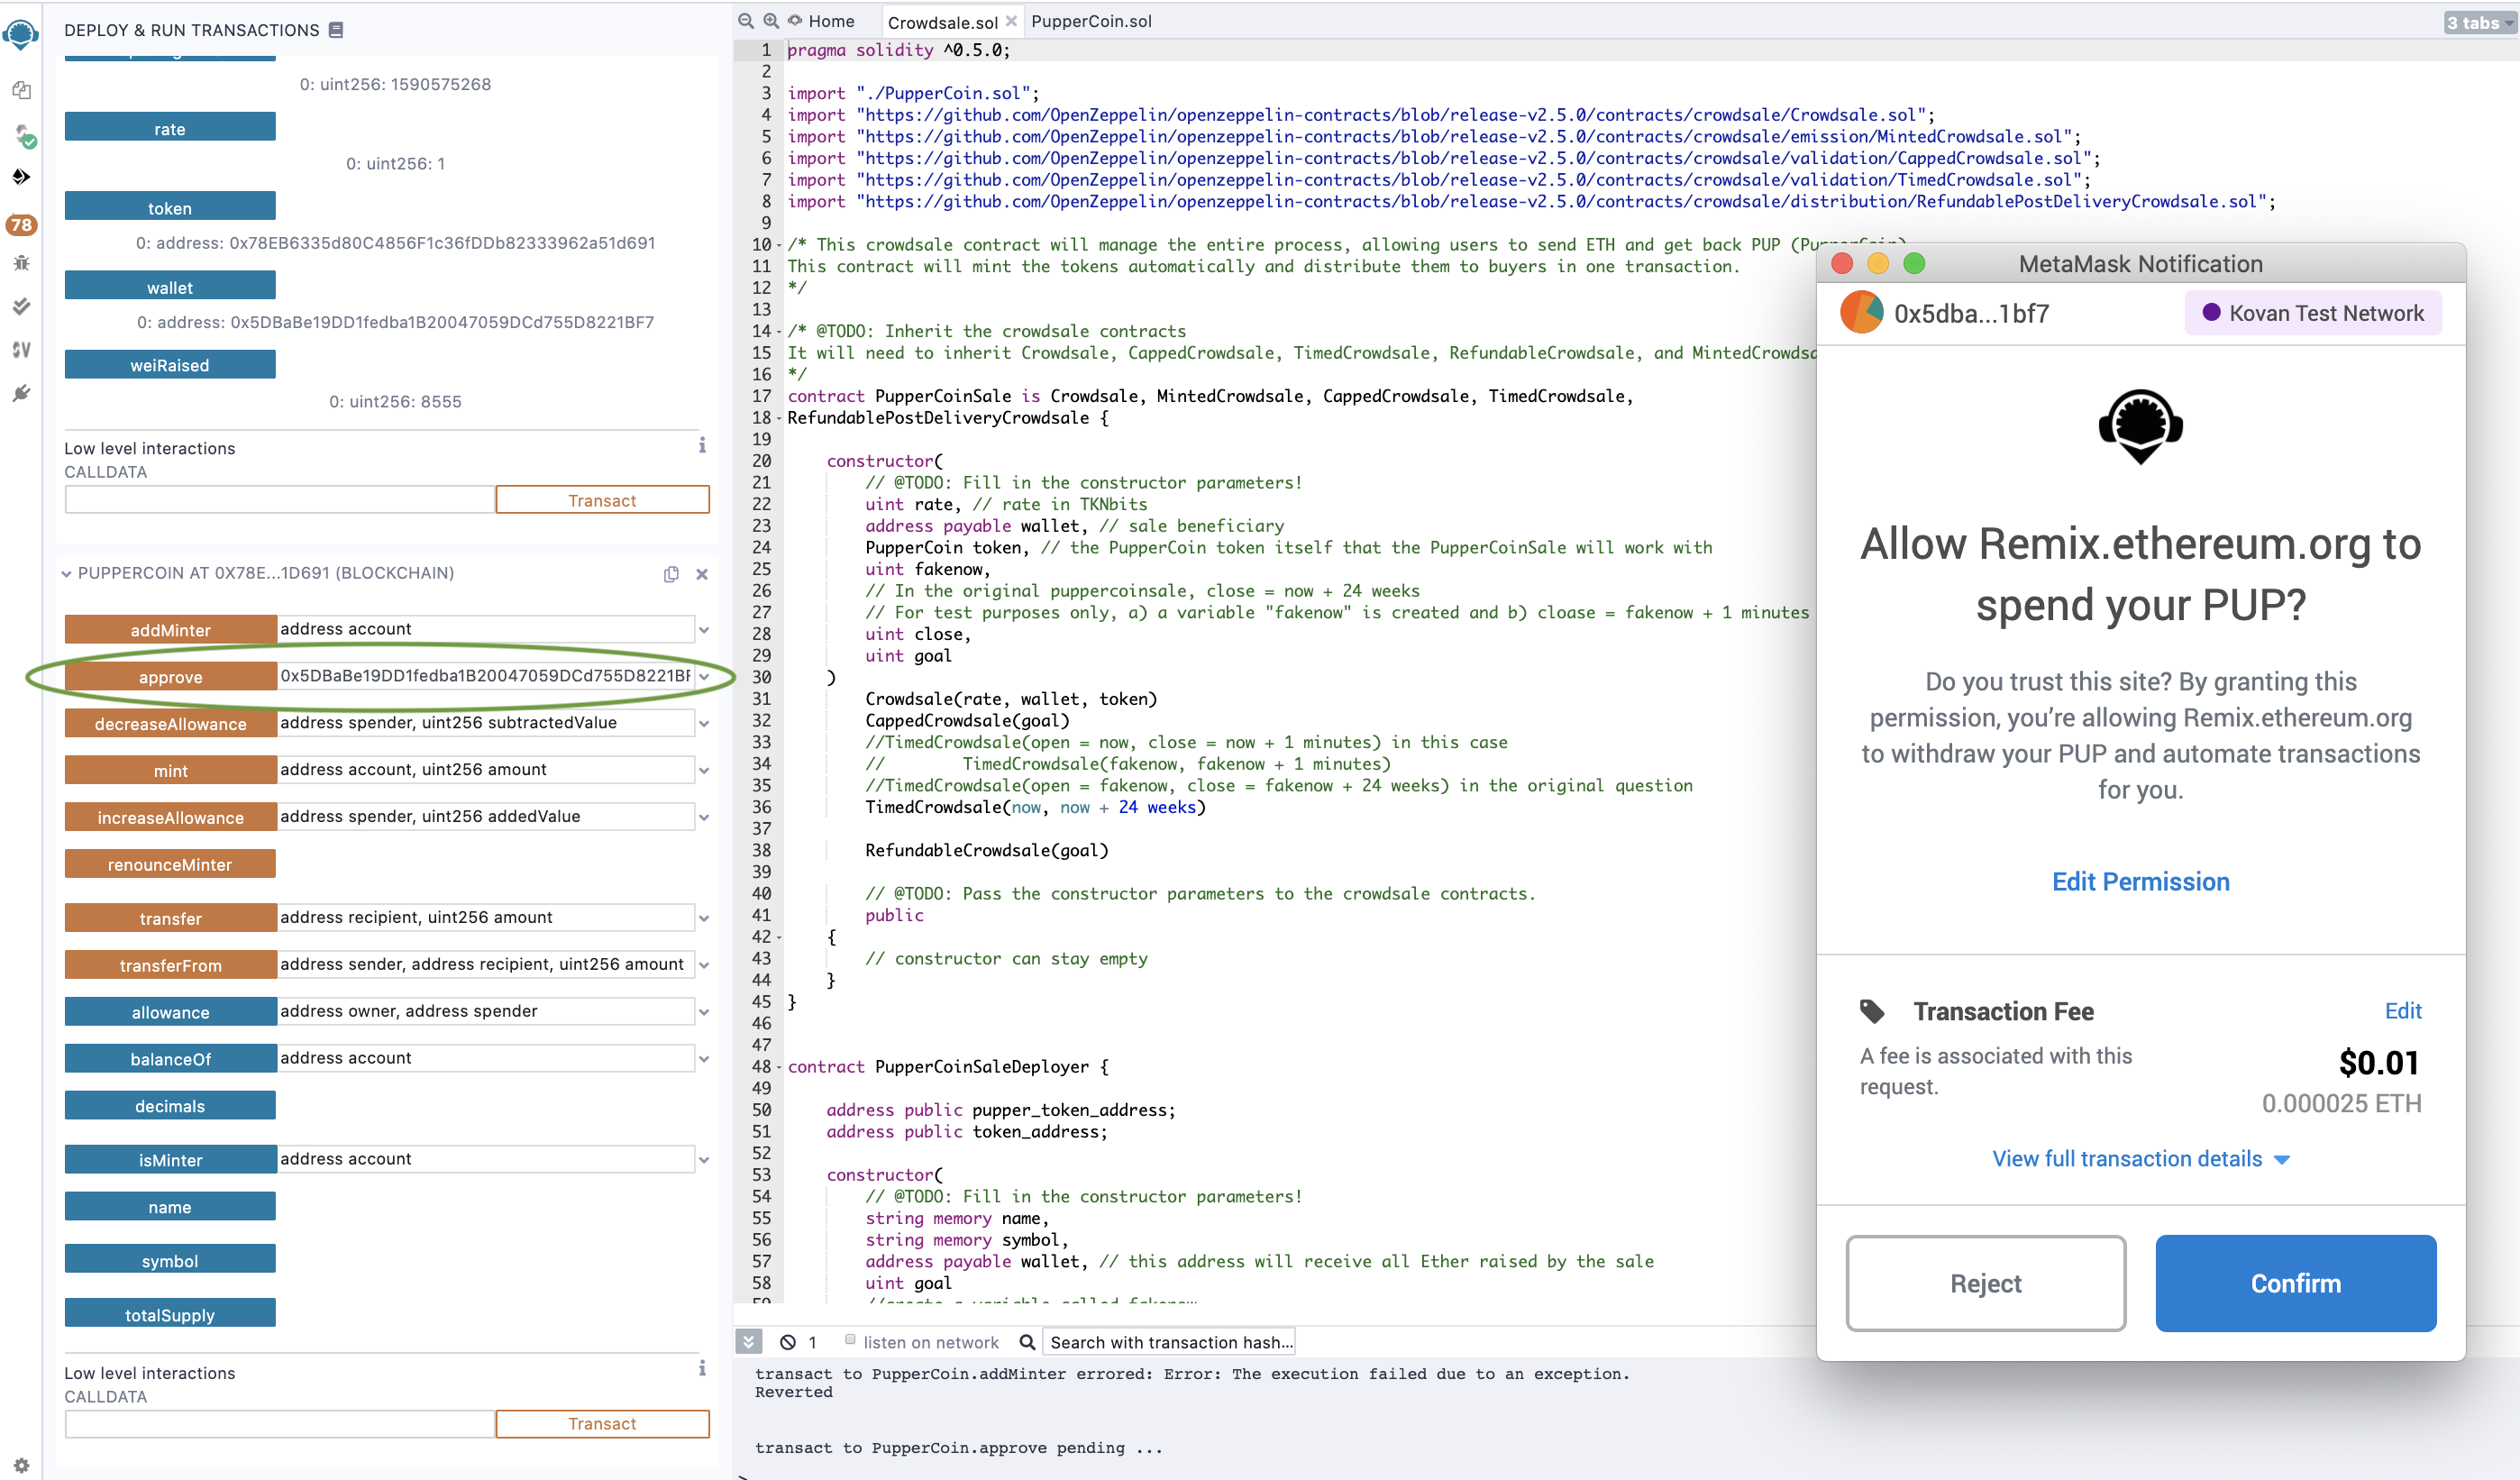 DEPLOY & RUN TRANSACTIONS
0: uint256: 1590575268
rate
0: uint256: 1
token
0: address: 0x78EB6335d80C4856F1c36fDDb82333962a51d691
wallet
0: address: 0x5DBaBe19DD1fedba1B20047059DCd755D8221BF7
weiRaised
0: uint256: 8555
Low level interactions
CALLDATA
Transact
PUPPERCOIN AT 0X78E...1D691 (BLOCKCHAIN)
addMinter address account
approve 0x5DBaBe19DD1fedba1B20047059DCd755D8221BF
decreaseAllowance address spender, uint256 subtractedValue
mint address account, uint256 amount
increaseAllowance address spender, uint256 addedValue
renounceMinter
transfer address recipient, uint256 amount
transferFrom address sender, address recipient, uint256 amount
allowance address owner, address spender
balanceOf address account
decimals
isMinter address account
name
symbol
totalSupply
Low level interactions
CALLDATA
Transact
78
Home Crowdsale.sol PupperCoin.sol 3 tabs
1 pragma solidity ^0.5.0;
2
3 import "./PupperCoin.sol";
4 import "https://github.com/OpenZeppelin/openzeppelin-contracts/blob/release-v2.5.0/contracts/crowdsale/Crowdsale.sol";
5 import "https://github.com/OpenZeppelin/openzeppelin-contracts/blob/release-v2.5.0/contracts/crowdsale/emission/MintedCrowdsale.sol";
6 import "https://github.com/OpenZeppelin/openzeppelin-contracts/blob/release-v2.5.0/contracts/crowdsale/validation/CappedCrowdsale.sol";
7 import "https://github.com/OpenZeppelin/openzeppelin-contracts/blob/release-v2.5.0/contracts/crowdsale/validation/TimedCrowdsale.sol";
8 import "https://github.com/OpenZeppelin/openzeppelin-contracts/blob/release-v2.5.0/contracts/crowdsale/distribution/RefundablePostDeliveryCrowdsale.sol";
9
10 /* This crowdsale contract will manage the entire process, allowing users to send ETH and get back PUP (PupperCoin)
11 This contract will mint the tokens automatically and distribute them to buyers in one transaction.
12 */
13
14 /* @TODO: Inherit the crowdsale contracts
15 It will need to inherit Crowdsale, CappedCrowdsale, TimedCrowdsale, RefundableCrowdsale, and MintedCrowdsa
16 */
17 contract PupperCoinSale is Crowdsale, MintedCrowdsale, CappedCrowdsale, TimedCrowdsale,
18 RefundablePostDeliveryCrowdsale {
19
20 constructor(
21 // @TODO: Fill in the constructor parameters!
22 uint rate, // rate in TKNbits
23 address payable wallet, // sale beneficiary
24 PupperCoin token, // the PupperCoin token itself that the PupperCoinSale will work with
25 uint fakenow,
26 // In the original puppercoinsale, close = now + 24 weeks
27 // For test purposes only, a) a variable "fakenow" is created and b) cloase = fakenow + 1 minutes
28 uint close,
29 uint goal
30 )
31 Crowdsale(rate, wallet, token)
32 CappedCrowdsale(goal)
33 //TimedCrowdsale(open = now, close = now + 1 minutes) in this case
34 // TimedCrowdsale(fakenow, fakenow + 1 minutes)
35 //TimedCrowdsale(open = fakenow, close = fakenow + 24 weeks) in the original question
36 TimedCrowdsale(now, now + 24 weeks)
37
38 RefundableCrowdsale(goal)
39
40 // @TODO: Pass the constructor parameters to the crowdsale contracts.
41 public
42 {
43 // constructor can stay empty
44 }
45 }
46
47
48 contract PupperCoinSaleDeployer {
49
50 address public pupper_token_address;
51 address public token_address;
52
53 constructor(
54 // @TODO: Fill in the constructor parameters!
55 string memory name,
56 string memory symbol,
57 address payable wallet, // this address will receive all Ether raised by the sale
58 uint goal
1 listen on network Search with transaction hash...
transact to PupperCoin.addMinter errored: Error: The execution failed due to an exception.
Reverted
transact to PupperCoin.approve pending ...
>
MetaMask Notification
0x5dba...1bf7 Kovan Test Network
Allow Remix.ethereum.org to
spend your PUP?
Do you trust this site? By granting this
permission, you’re allowing Remix.ethereum.org
to withdraw your PUP and automate transactions
for you.
Edit Permission
Transaction Fee Edit
A fee is associated with this
request.
$0.01
0.000025 ETH
View full transaction details
Reject Confirm